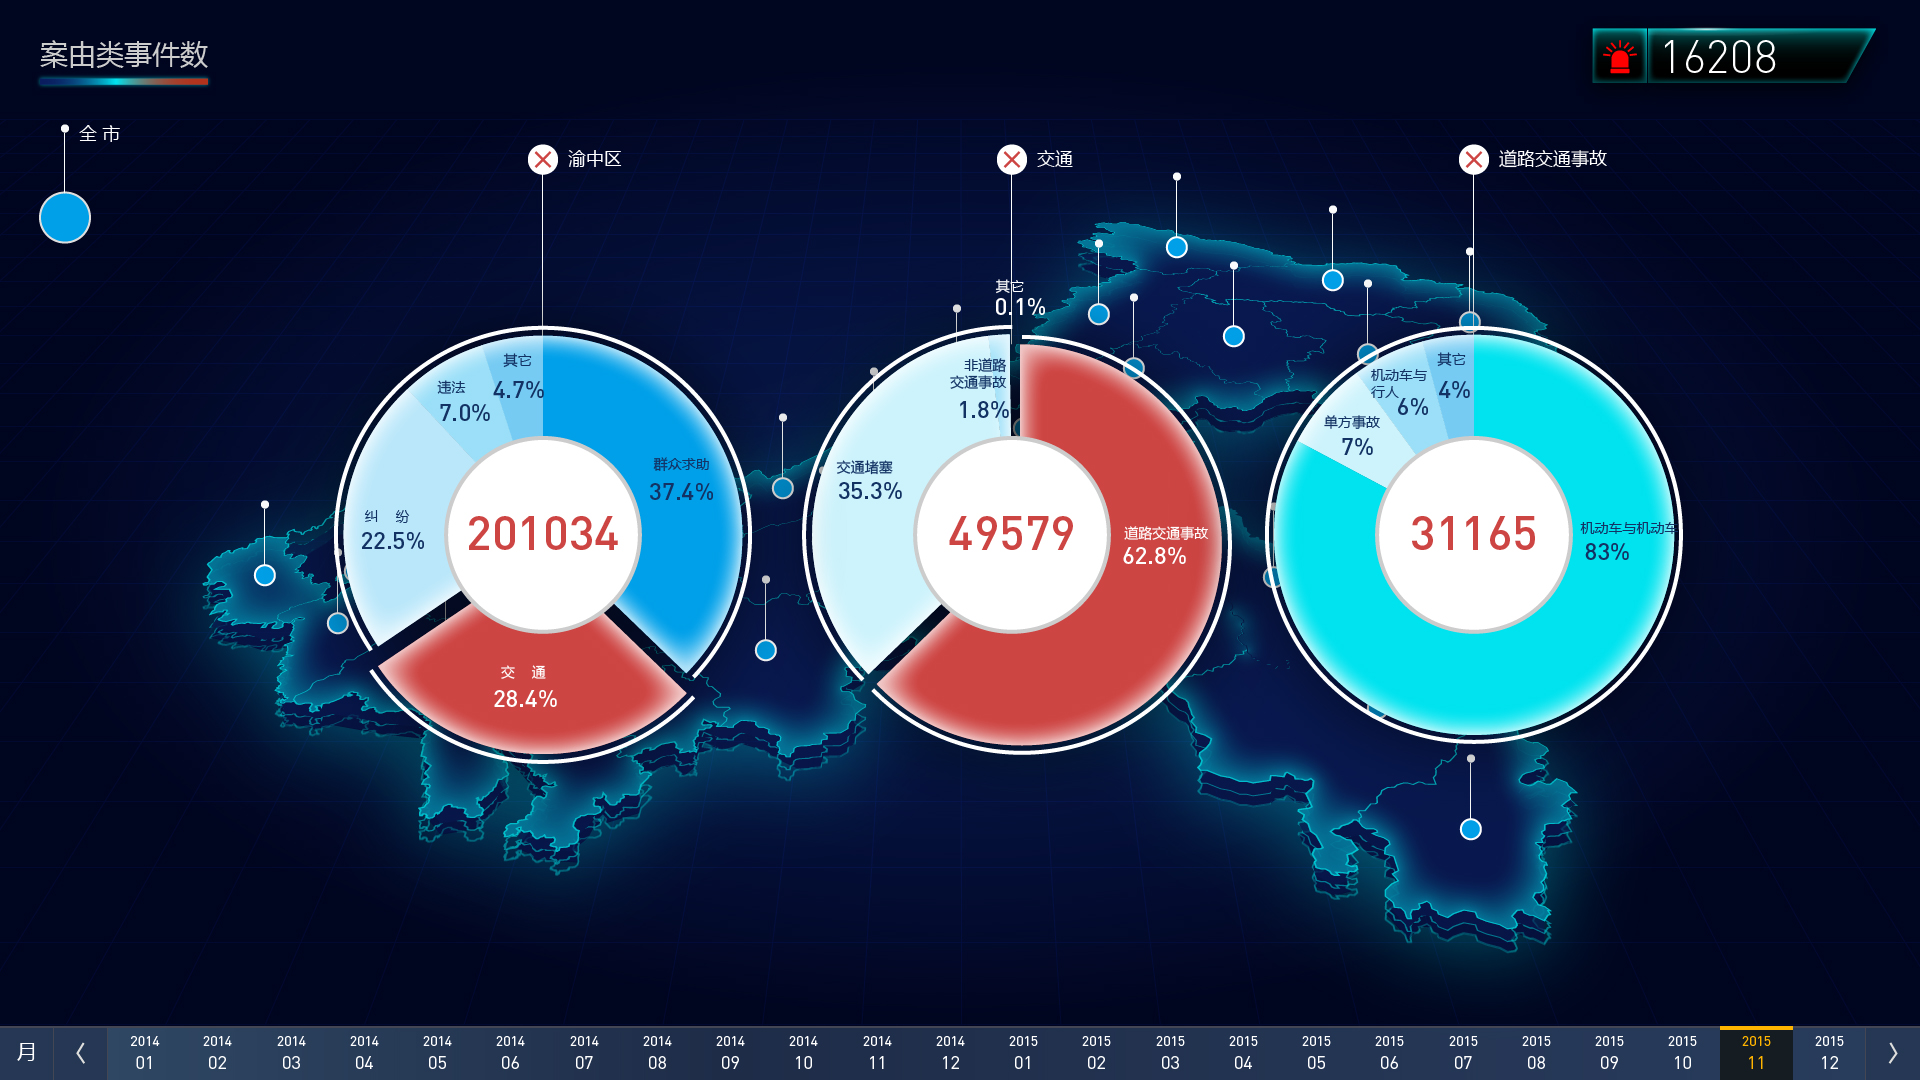 案由类事件数
16208
全 市
渝中区
交通
道路交通事故
其它
4.7%
违法
7.0%
群众求助
37.4%
纠 纷
22.5%
201034
交 通
28.4%
其它
0.1%
非道路
交通事故
1.8%
交通堵塞
35.3%
49579
道路交通事故
62.8%
其它
4%
机动车与
行人
6%
单方事故
7%
31165
机动车与机动车
83%
月
2014 01
2014 02
2014 03
2014 04
2014 05
2014 06
2014 07
2014 08
2014 09
2014 10
2014 11
2014 12
2015 01
2015 02
2015 03
2015 04
2015 05
2015 06
2015 07
2015 08
2015 09
2015 10
2015 11
2015 12